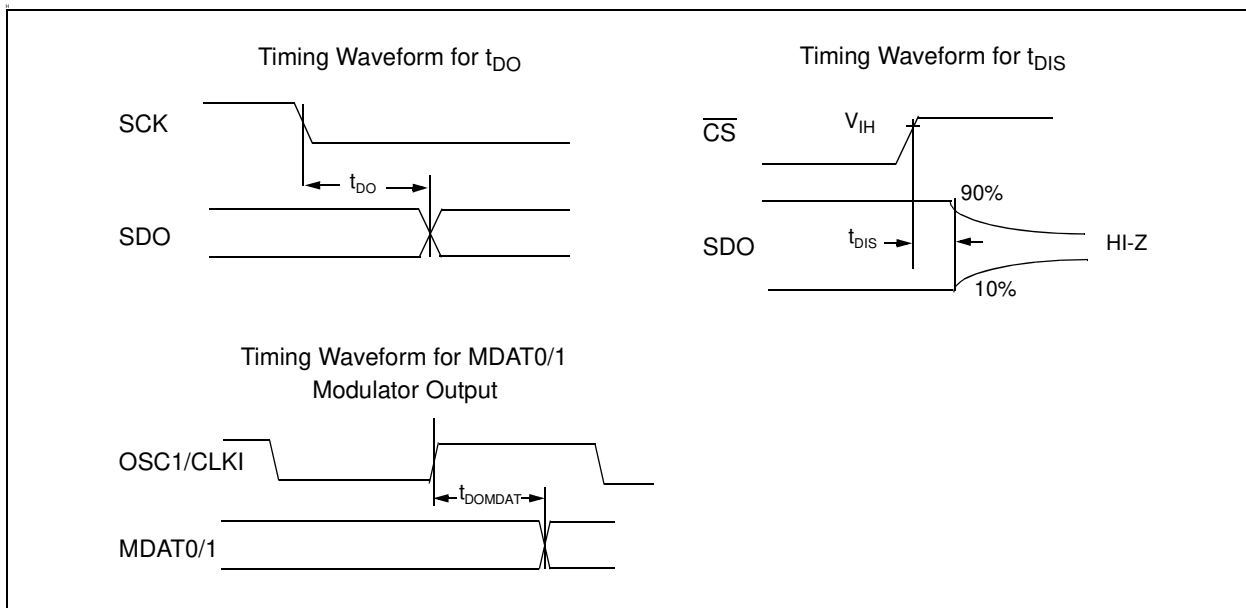 Timing Waveform for tDO
SCK
tDO
SDO
Timing Waveform for tDIS
CS
VIH
90%
SDO
tDIS
HI-Z
10%
Timing Waveform for MDAT0/1
Modulator Output
OSC1/CLKI
tDOMDAT
MDAT0/1